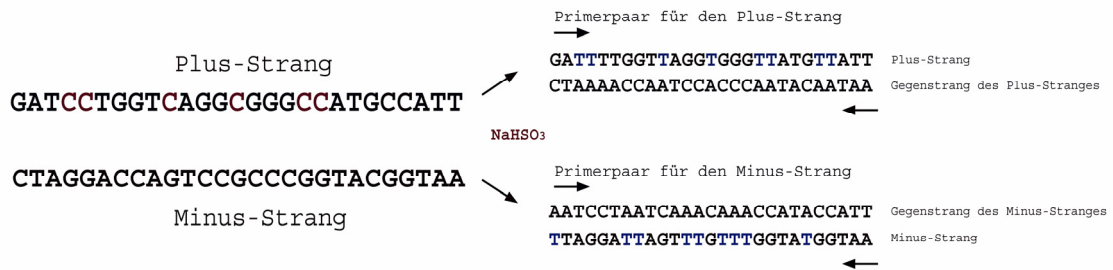 Primerpaar für den Plus-Strang
Plus-Strang
GATCCTGGTCAGGCGGGCCATGCCATT
GATTTTGGTTAGGTGGGTTATGTTATT Plus-Strang
CTAAAACCAATCCACCCAATACAATAA Gegenstrang des Plus-Stranges
NaHSO3
CTAGGACCAGTCCGCCCGGTACGGTAA
Minus-Strang
Primerpaar für den Minus-Strang
AATCCTAATCAAACAAACCATACCATT Gegenstrang des Minus-Stranges
TTAGGATTAGTTTGTTTGGTATGGTAA Minus-Strang